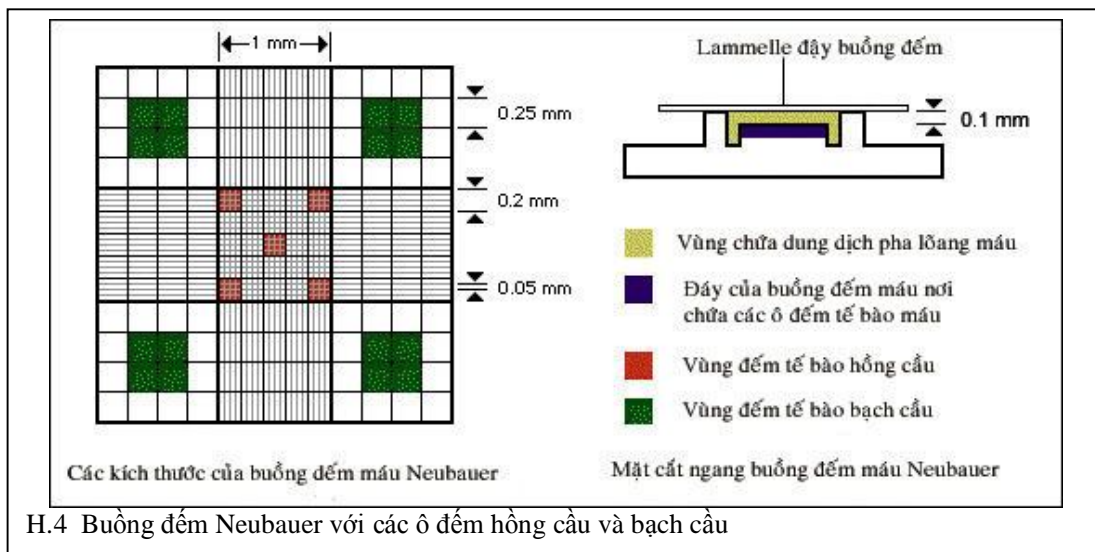 1 mm
0.25 mm
0.2 mm
0.05 mm
Các kích thước của buồng dếm máu Neubauer
Lammelle đậy buồng đếm
0.1 mm
Vùng chứa dung dịch pha lõang máu
Đáy của buồng đếm máu nơi
chứa các ô đếm tế bào máu
Vùng đếm tế bào hồng cầu
Vùng đếm tế bào bạch cầu
Mặt cắt ngang buồng đếm máu Neubauer
H.4 Buồng đếm Neubauer với các ô đếm hồng cầu và bạch cầu